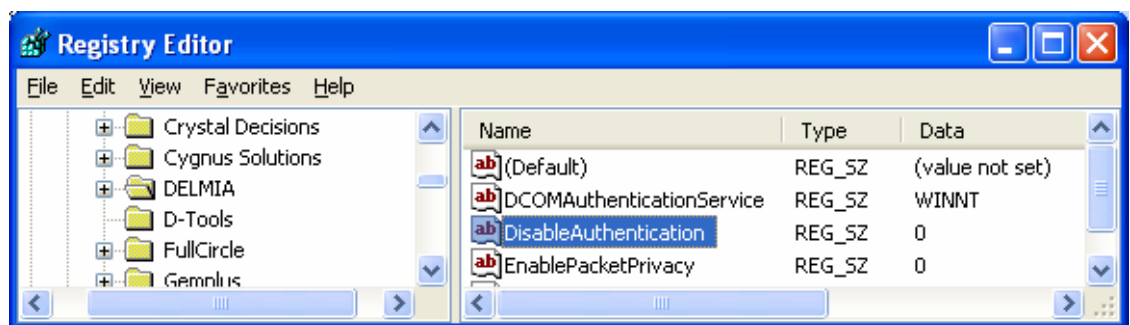 Registry Editor
File Edit View Favorites Help
Crystal Decisions
Cygnus Solutions
DELMIA
D-Tools
FullCircle
Gemplus
Name Type Data
(Default) REG_SZ (value not set)
DCOMAuthenticationService REG_SZ WINNT
DisableAuthentication REG_SZ 0
EnablePacketPrivacy REG_SZ 0